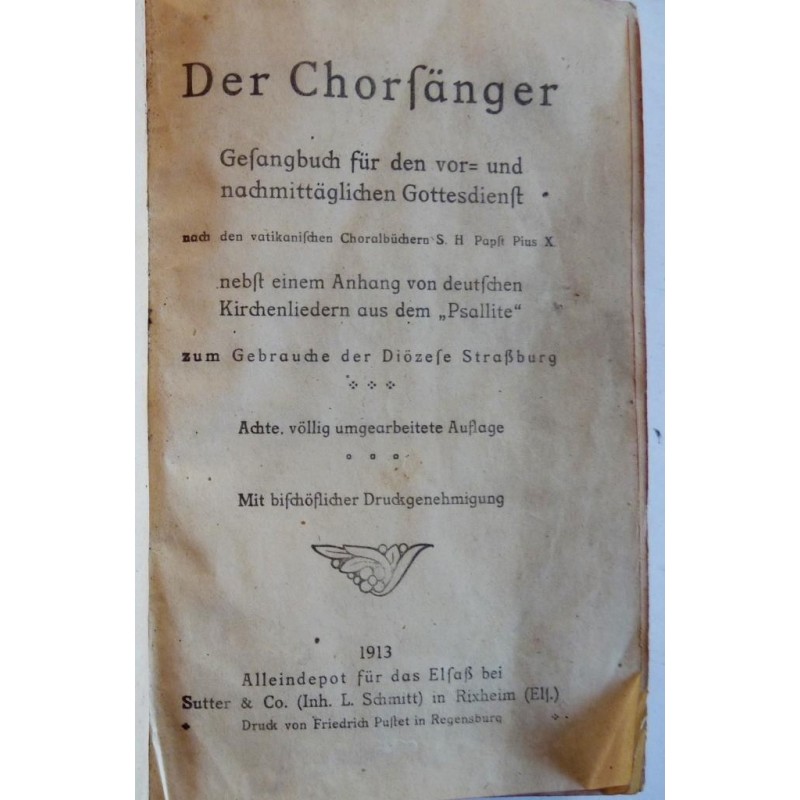 Der Chorſänger
Geſangbuch für den vor= und
nachmittäglichen Gottesdienſt
nach den vatikaniſchen Choralbüchern S. H Papſt Pius X
nebſt einem Anhang von deutſchen
Kirchenliedern aus dem „Psallite“
zum Gebrauche der Diözeſe Straßburg
Achte, völlig umgearbeitete Auflage
Mit biſchöflicher Druckgenehmigung
1913
Alleindepot für das Elſaß bei
Sutter & Co. (Inh. L. Schmitt) in Rixheim (Elſ.)
Druck von Friedrich Puſtet in Regensburg